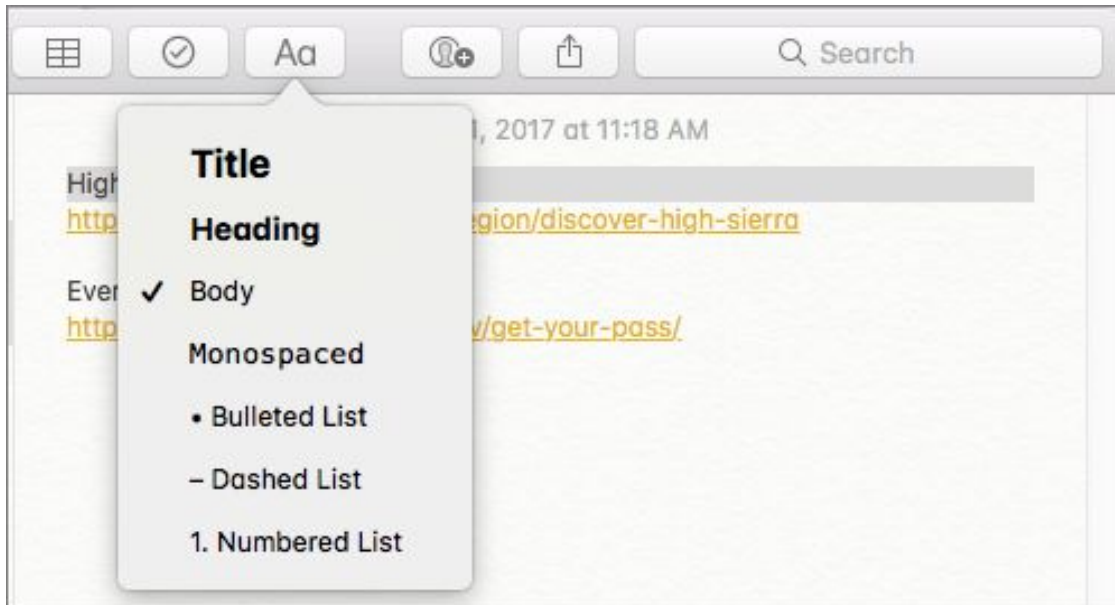 Aa
Search
, 2017 at 11:18 AM
Title
High
Heading
http
egion/discover-high-sierra
Body
Ever
http
/get-your-pass/
Monospaced
• Bulleted List
– Dashed List
1. Numbered List